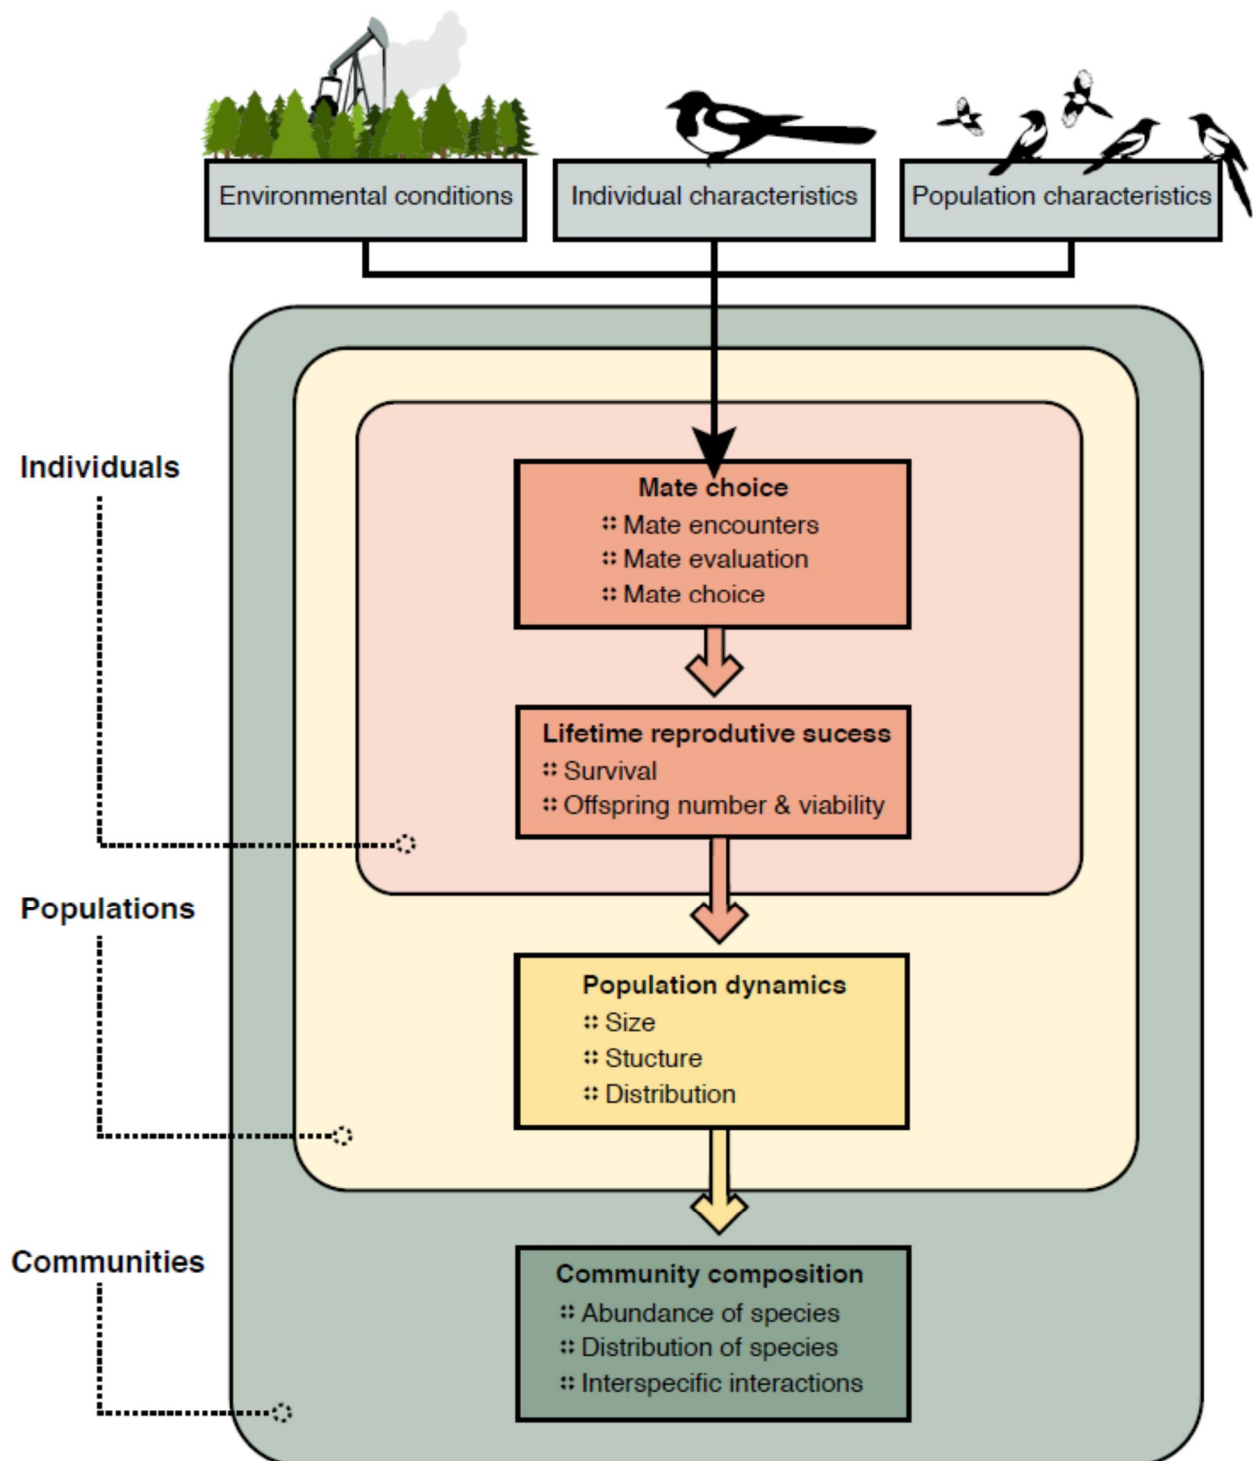 Environmental conditions
Individual characteristics
Population characteristics
Individuals
Mate choice
Mate encounters
Mate evaluation
Mate choice
Lifetime reprodutive sucess
Survival
Offspring number & viability
Populations
Population dynamics
Size
Stucture
Distribution
Communities
Community composition
Abundance of species
Distribution of species
Interspecific interactions